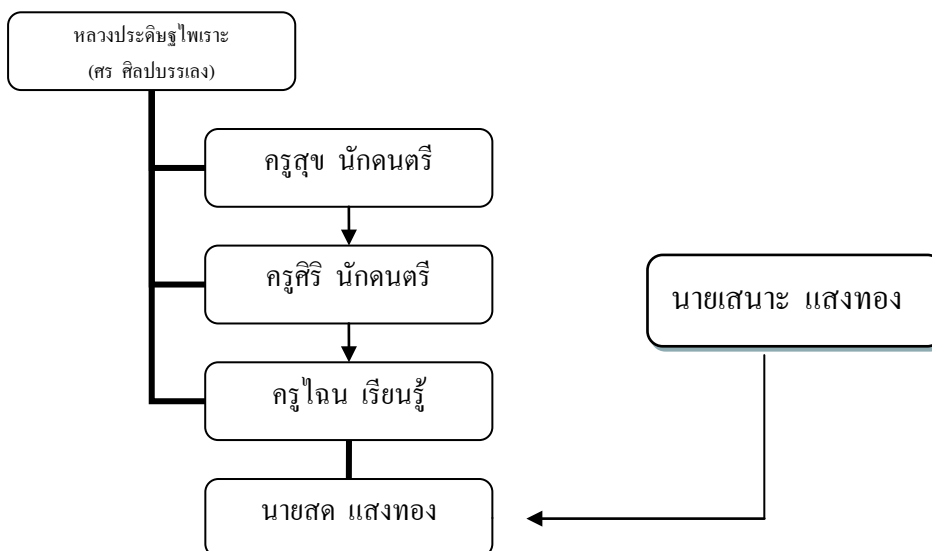 หลวงประดิษฐไพเราะ
(ศร ศิลปบรรเลง)
ครูสุข นักดนตรี
ครูศิริ นักดนตรี
นายเสนาะ แสงทอง
ครูไฉน เรียนรู้
นายสด แสงทอง